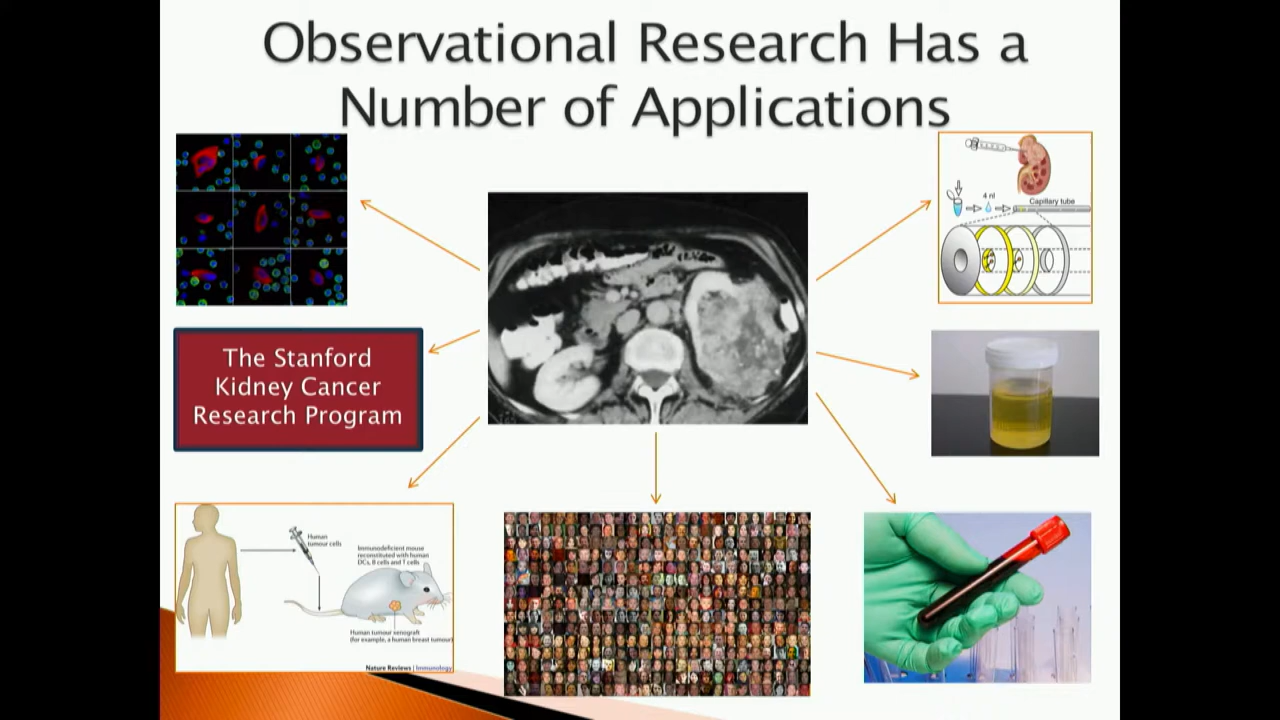 Observational Research Has a
Number of Applications
4 nl
Capillary tube
The Stanford
Kidney Cancer
Research Program
Human
tumour cells
Immunodeficient mouse
reconstituted with human
DCs, B cells and T cells
Human tumour xenograft
(for example, a human breast tumour)
Nature Reviews | Immunology